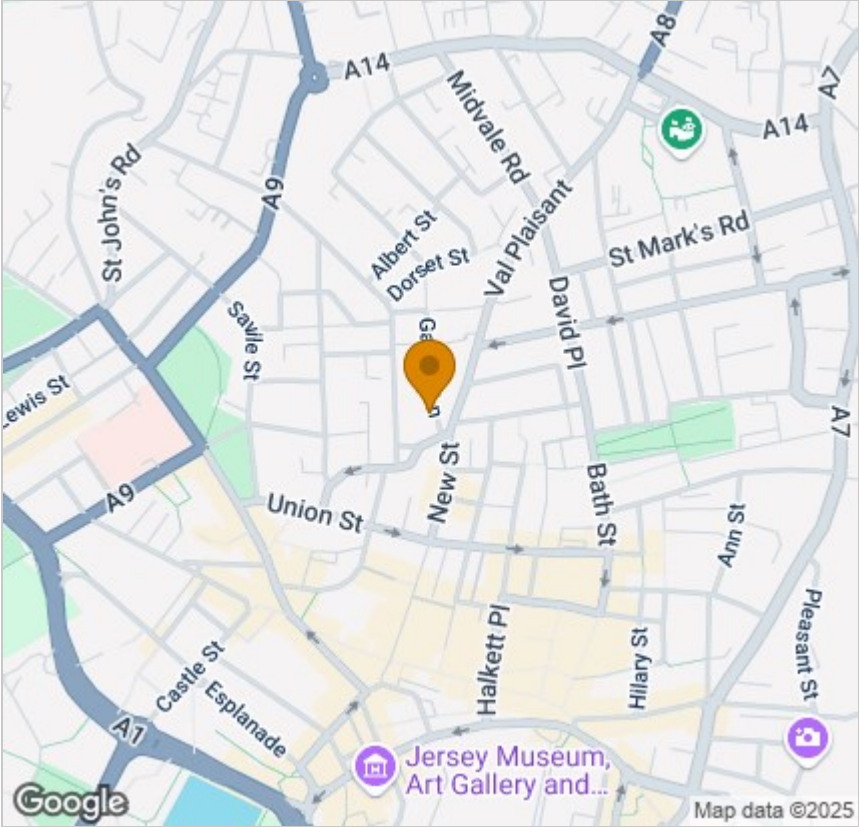 A8
A14
A7
Midvale Rd
A14
St John's Rd
A9
Albert St
Val Plaisant
St Mark's Rd
Dorset St
David Pl
Savile St
Ga
Lewis St
A7
New St
Bath St
A9
Union St
Ann St
Pleasant St
Halkett Pl
Hilary St
Castle St
Esplanade
A1
Jersey Museum,
Art Gallery and...
Google
Map data ©2025